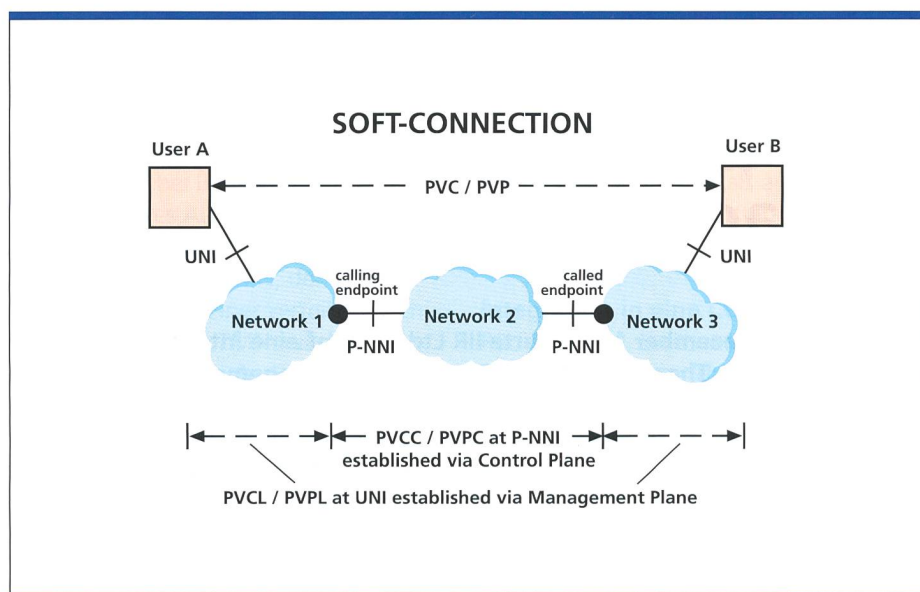 SOFT-CONNECTION
User A
User B
PVC / PVP
UNI
UNI
calling
endpoint
called
endpoint
Network 1
Network 2
Network 3
P-NNI
P-NNI
PVCC / PVPC at P-NNI
established via Control Plane
PVCL / PVPL at UNI established via Management Plane